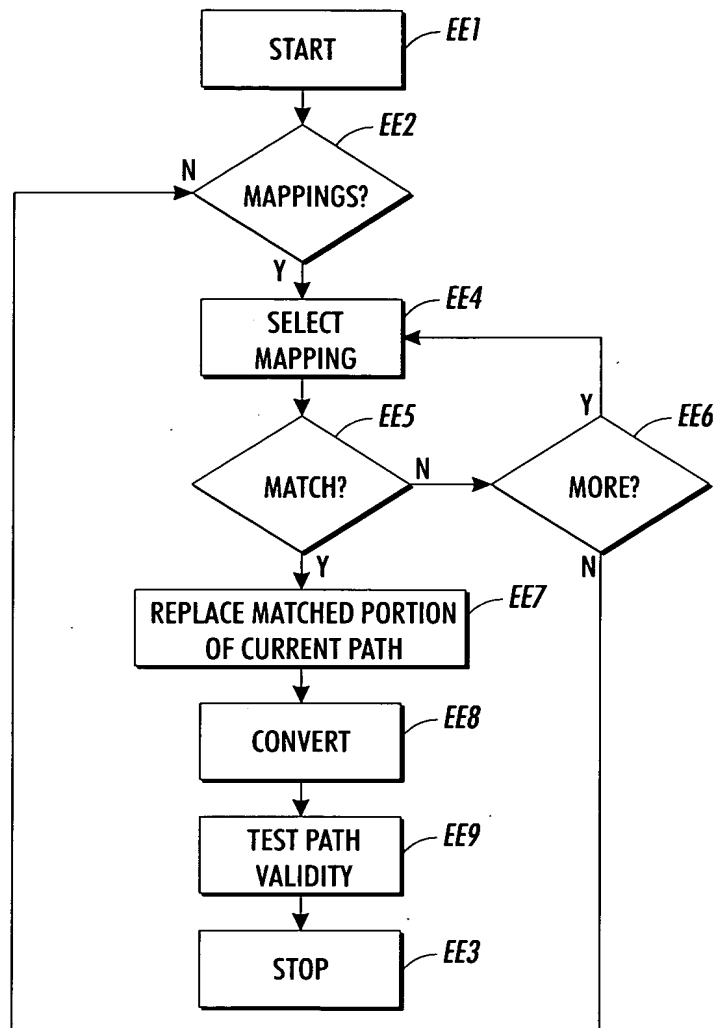 START
EE1
EE2
N
MAPPINGS?
Y
EE4
SELECT
MAPPING
EE5
Y
EE6
MATCH?
N
MORE?
Y
N
REPLACE MATCHED PORTION
OF CURRENT PATH
EE7
CONVERT
EE8
TEST PATH
VALIDITY
EE9
STOP
EE3